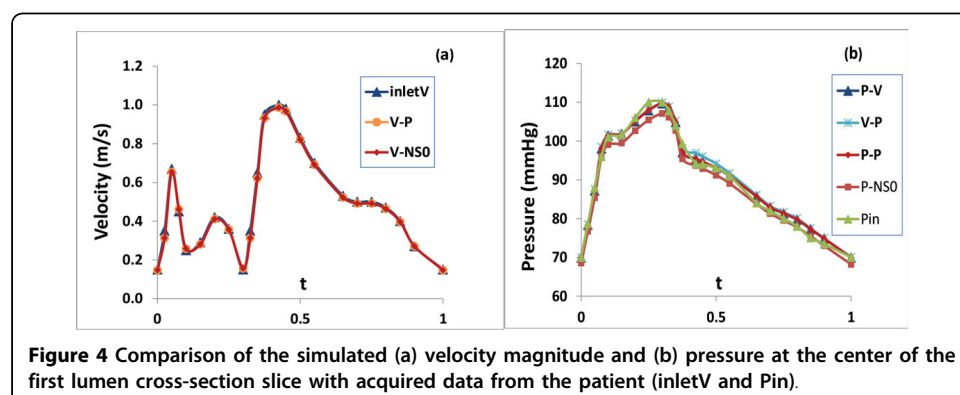 (a)
1.2
1.0
0.8
0.6
0.4
0.2
0.0
Velocity (m/s)
inletV
V-P
V-NS0
t
0
0.5
1
(b)
120
110
100
90
80
70
60
Pressure (mmHg)
P-V
V-P
P-P
P-NS0
Pin
t
0
0.5
1
Figure 4 Comparison of the simulated (a) velocity magnitude and (b) pressure at the center of the
first lumen cross-section slice with acquired data from the patient (inletV and Pin).